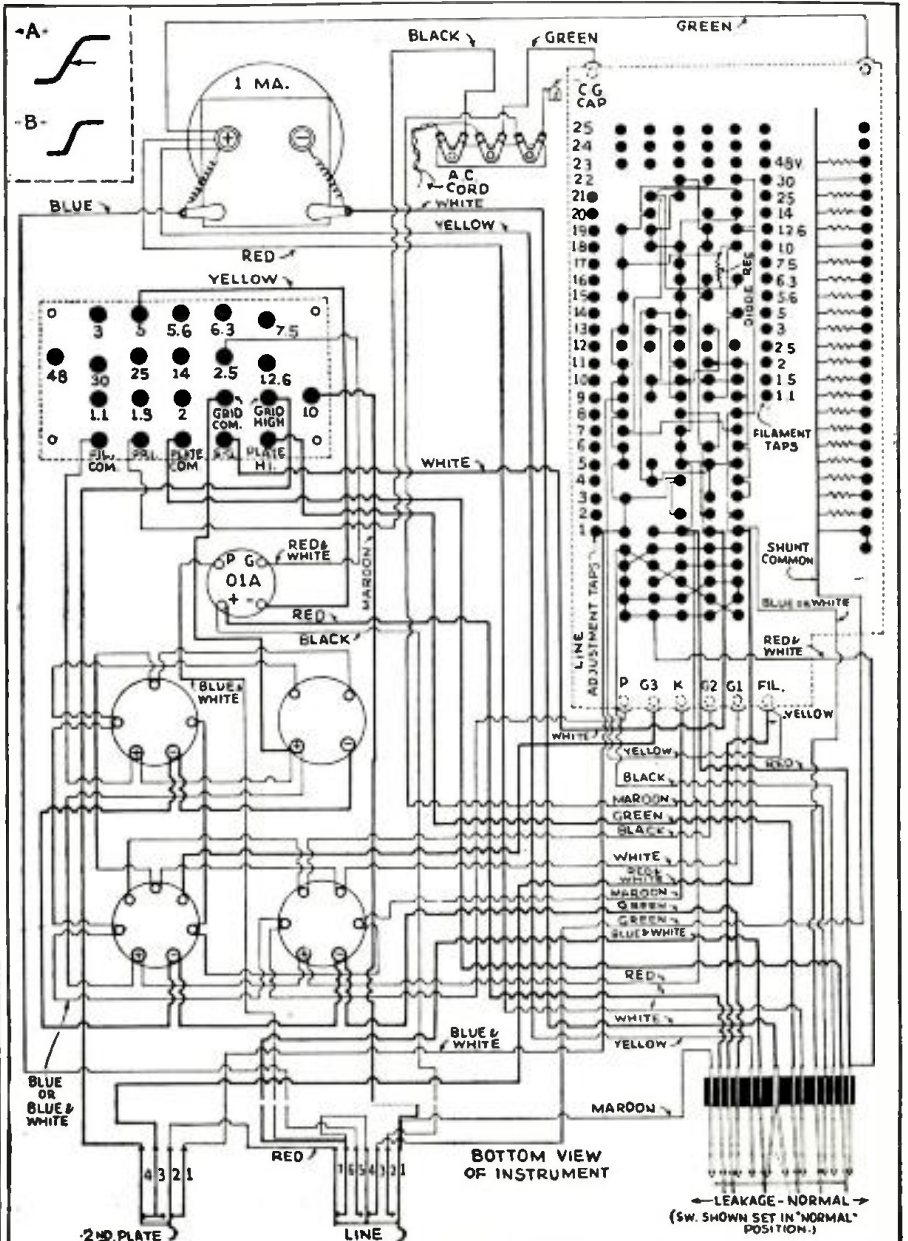 -A-
-B-
1 MA.
+
−
BLACK
GREEN
GREEN
A.C.
CORD
BLUE
WHITE
YELLOW
RED
YELLOW
3
5
5.6
6.3
7.5
48
30
25
14
2.5
12.6
1.1
1.5
2
GRID
COM.
GRID
HIGH
10
FIL.
COM.
PRI.
PLATE
COM
PLATE
HI.
WHITE
RED &
WHITE
P G
01A
+ -
RED
BLACK
MAROON
BLUE &
WHITE
C G
CAP
25
24
23
22
21
20
19
18
17
16
15
14
13
12
11
10
9
8
7
6
5
4
3
2
1
48V.
30
25
14
12.6
10
7.5
6.3
5.6
5
3
2.5
2
1.5
1.1
DIODE RES
FILAMENT
TAPS
SHUNT
COMMON
BLUE OR WHITE
RED &
WHITE
LINE
ADJUSTMENT TAPS
P G3 K G2 G1 FIL.
WHITE
YELLOW
YELLOW
RED
BLACK
MAROON
GREEN
BLACK
WHITE
RED &
WHITE
MAROON
GREEN
GREEN
BLUE & WHITE
RED
WHITE
YELLOW
BLUE &
WHITE
BLUE
OR
BLUE &
WHITE
MAROON
RED
4 3 2 1
7 6 5 4 3 2 1
2ND. PLATE
LINE
BOTTOM VIEW
OF INSTRUMENT
LEAKAGE - NORMAL
(SW. SHOWN SET IN "NORMAL"
POSITION.)